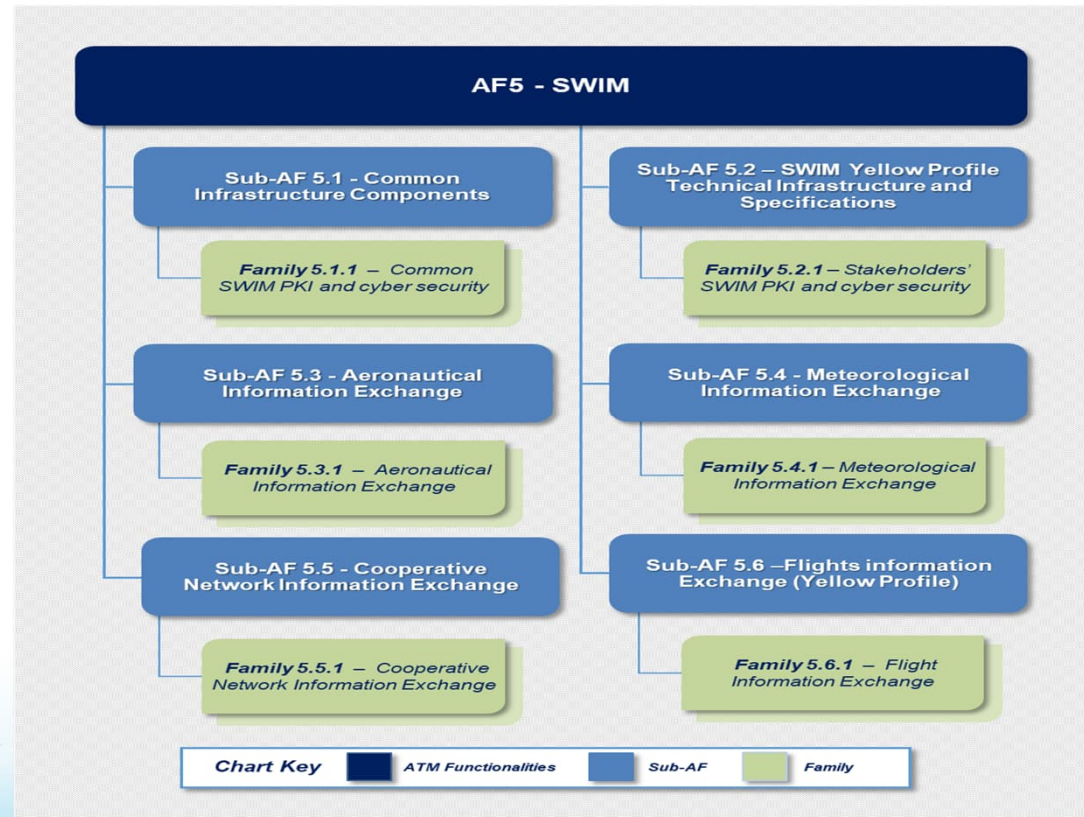 AF5 - SWIM
Sub-AF 5.1 - Common
Infrastructure Components
Family 5.1.1 – Common
SWIM PKI and cyber security
Sub-AF 5.2 – SWIM Yellow Profile
Technical Infrastructure and
Specifications
Family 5.2.1 – Stakeholders'
SWIM PKI and cyber security
Sub-AF 5.3 - Aeronautical
Information Exchange
Family 5.3.1 – Aeronautical
Information Exchange
Sub-AF 5.4 - Meteorological
Information Exchange
Family 5.4.1 – Meteorological
Information Exchange
Sub-AF 5.5 - Cooperative
Network Information Exchange
Family 5.5.1 – Cooperative
Network Information Exchange
Sub-AF 5.6 –Flights information
Exchange (Yellow Profile)
Family 5.6.1 – Flight
Information Exchange
Chart Key ATM Functionalities Sub-AF Family